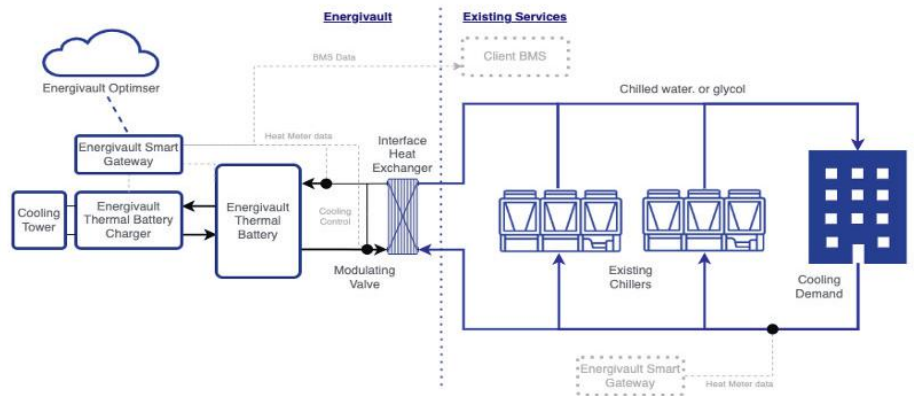 Energivault
Existing Services
Client BMS
BMS Data
Energivault Optimser
Chilled water. or glycol
Heat Meter data
Interface
Heat
Exchanger
Energivault Smart
Gateway
Cooling
Tower
Energivault
Thermal Battery
Charger
Energivault
Thermal
Battery
Cooling
Control
Modulating
Valve
Existing
Chillers
Cooling
Demand
Energivault Smart
Gateway
Heat Meter data